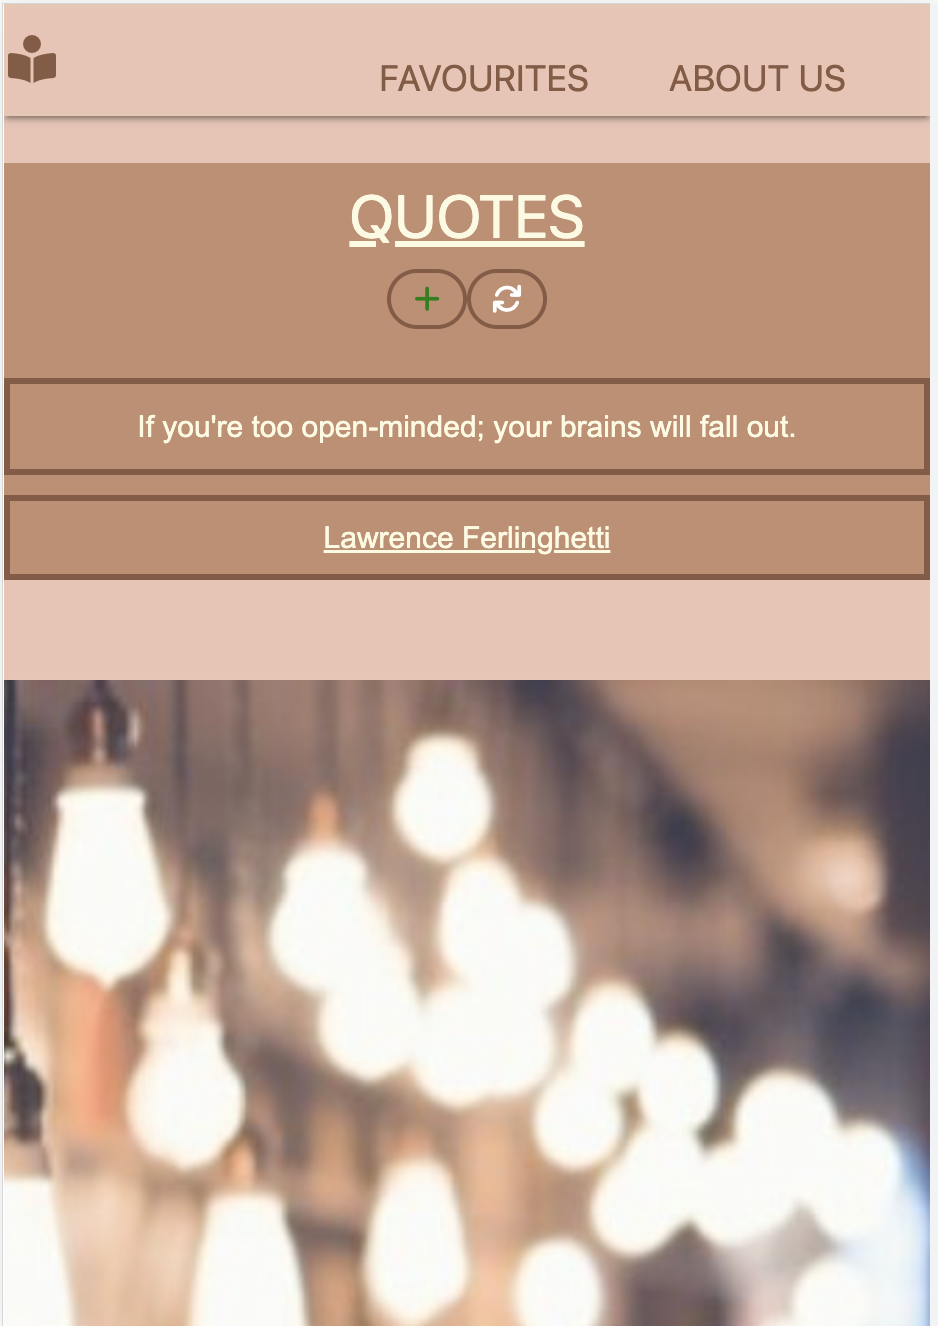 FAVOURITES ABOUT US
QUOTES
If you're too open-minded; your brains will fall out.
Lawrence Ferlinghetti